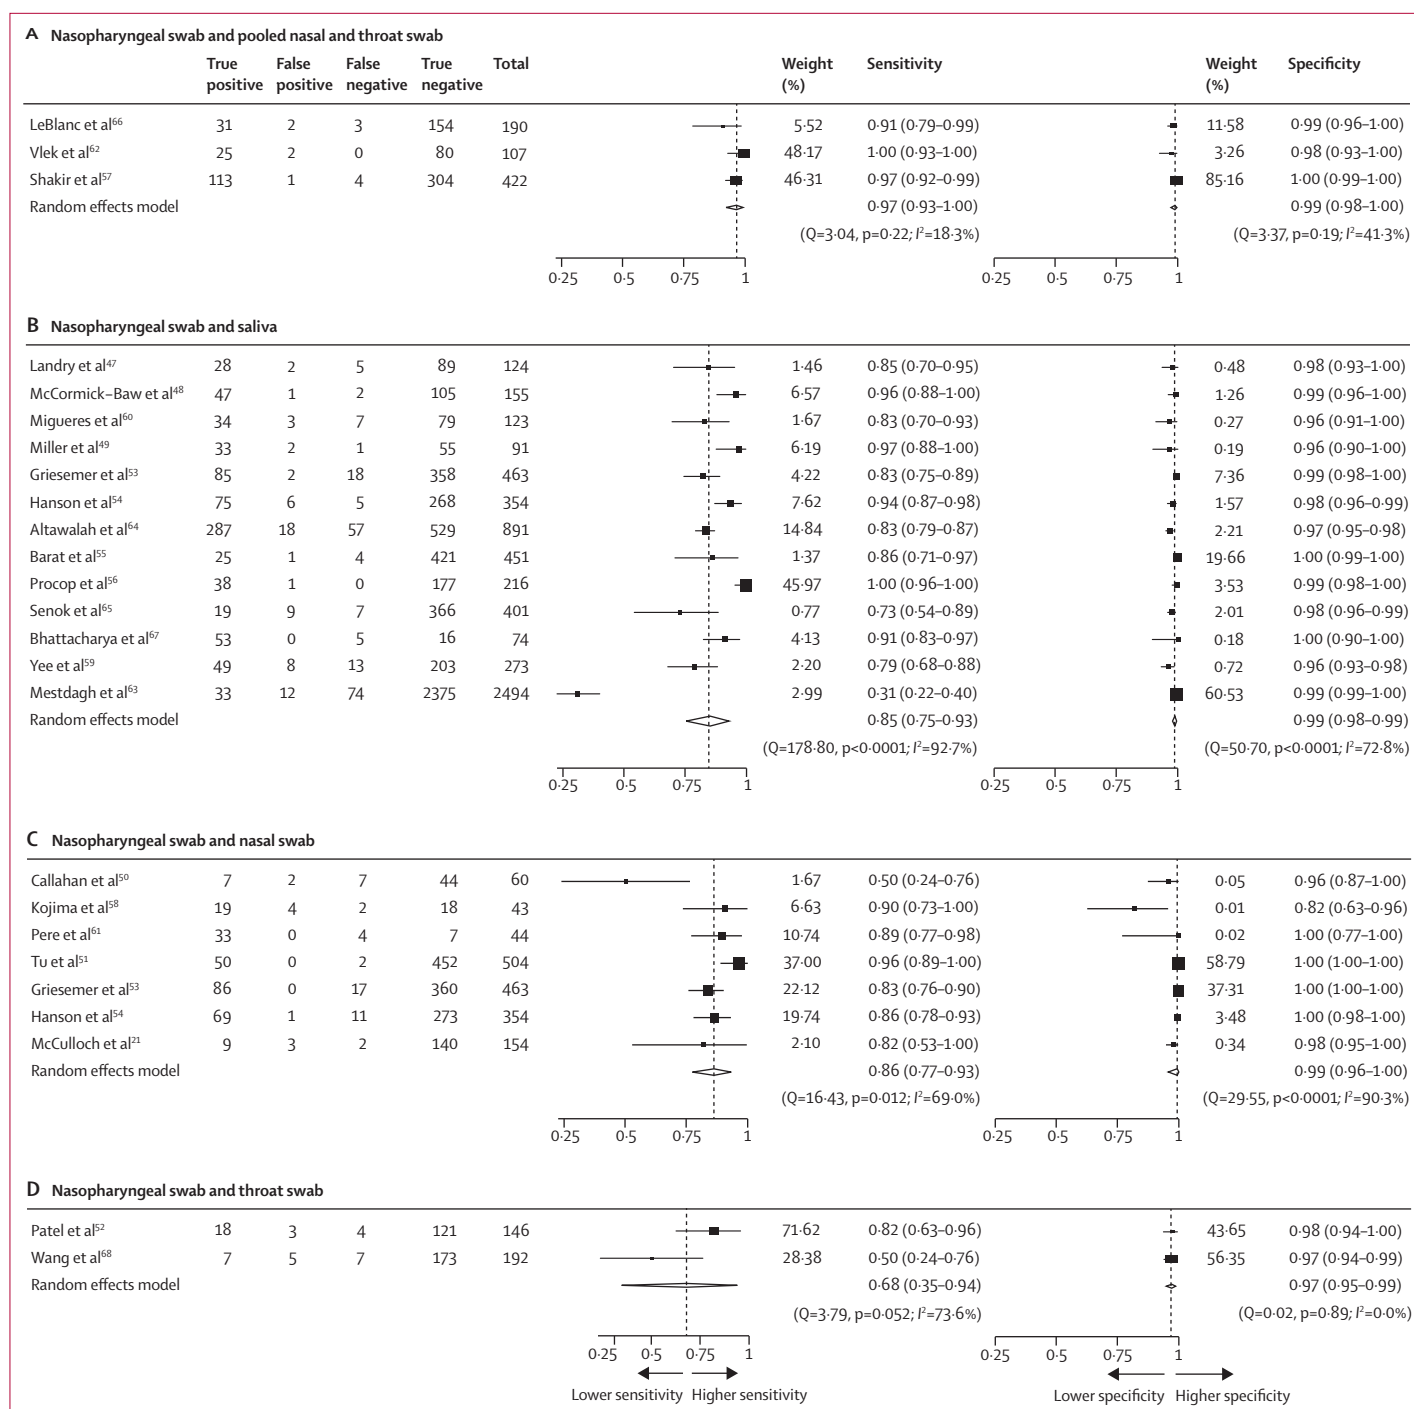 A Nasopharyngeal swab and pooled nasal and throat swab
True positive False positive False negative True negative Total Weight (%) Sensitivity Weight (%) Specificity
LeBlanc et al66 31 2 3 154 190 5·52 0·91 (0·79–0·99) 11·58 0·99 (0·96–1·00)
Vlek et al62 25 2 0 80 107 48·17 1·00 (0·93–1·00) 3·26 0·98 (0·93–1·00)
Shakir et al57 113 1 4 304 422 46·31 0·97 (0·92–0·99) 85·16 1·00 (0·99–1·00)
Random effects model 0·97 (0·93–1·00) 0·99 (0·98–1·00)
(Q=3·04, p=0·22; I²=18·3%) (Q=3·37, p=0·19; I²=41·3%)
0·25 0·5 0·75 1 0·25 0·5 0·75 1
B Nasopharyngeal swab and saliva
Landry et al47 28 2 5 89 124 1·46 0·85 (0·70–0·95) 0·48 0·98 (0·93–1·00)
McCormick–Baw et al48 47 1 2 105 155 6·57 0·96 (0·88–1·00) 1·26 0·99 (0·96–1·00)
Migueres et al60 34 3 7 79 123 1·67 0·83 (0·70–0·93) 0·27 0·96 (0·91–1·00)
Miller et al49 33 2 1 55 91 6·19 0·97 (0·88–1·00) 0·19 0·96 (0·90–1·00)
Griesemer et al53 85 2 18 358 463 4·22 0·83 (0·75–0·89) 7·36 0·99 (0·98–1·00)
Hanson et al54 75 6 5 268 354 7·62 0·94 (0·87–0·98) 1·57 0·98 (0·96–0·99)
Altawalah et al64 287 18 57 529 891 14·84 0·83 (0·79–0·87) 2·21 0·97 (0·95–0·98)
Barat et al55 25 1 4 421 451 1·37 0·86 (0·71–0·97) 19·66 1·00 (0·99–1·00)
Procop et al56 38 1 0 177 216 45·97 1·00 (0·96–1·00) 3·53 0·99 (0·98–1·00)
Senok et al65 19 9 7 366 401 0·77 0·73 (0·54–0·89) 2·01 0·98 (0·96–0·99)
Bhattacharya et al67 53 0 5 16 74 4·13 0·91 (0·83–0·97) 0·18 1·00 (0·90–1·00)
Yee et al59 49 8 13 203 273 2·20 0·79 (0·68–0·88) 0·72 0·96 (0·93–0·98)
Mestdagh et al63 33 12 74 2375 2494 2·99 0·31 (0·22–0·40) 60·53 0·99 (0·99–1·00)
Random effects model 0·85 (0·75–0·93) 0·99 (0·98–0·99)
(Q=178·80, p<0·0001; I²=92·7%) (Q=50·70, p<0·0001; I²=72·8%)
0·25 0·5 0·75 1 0·25 0·5 0·75 1
C Nasopharyngeal swab and nasal swab
Callahan et al50 7 2 7 44 60 1·67 0·50 (0·24–0·76) 0·05 0·96 (0·87–1·00)
Kojima et al58 19 4 2 18 43 6·63 0·90 (0·73–1·00) 0·01 0·82 (0·63–0·96)
Pere et al61 33 0 4 7 44 10·74 0·89 (0·77–0·98) 0·02 1·00 (0·77–1·00)
Tu et al51 50 0 2 452 504 37·00 0·96 (0·89–1·00) 58·79 1·00 (1·00–1·00)
Griesemer et al53 86 0 17 360 463 22·12 0·83 (0·76–0·90) 37·31 1·00 (1·00–1·00)
Hanson et al54 69 1 11 273 354 19·74 0·86 (0·78–0·93) 3·48 1·00 (0·98–1·00)
McCulloch et al21 9 3 2 140 154 2·10 0·82 (0·53–1·00) 0·34 0·98 (0·95–1·00)
Random effects model 0·86 (0·77–0·93) 0·99 (0·96–1·00)
(Q=16·43, p=0·012; I²=69·0%) (Q=29·55, p<0·0001; I²=90·3%)
0·25 0·5 0·75 1 0·25 0·5 0·75 1
D Nasopharyngeal swab and throat swab
Patel et al52 18 3 4 121 146 71·62 0·82 (0·63–0·96) 43·65 0·98 (0·94–1·00)
Wang et al68 7 5 7 173 192 28·38 0·50 (0·24–0·76) 56·35 0·97 (0·94–0·99)
Random effects model 0·68 (0·35–0·94) 0·97 (0·95–0·99)
(Q=3·79, p=0·052; I²=73·6%) (Q=0·02, p=0·89; I²=0·0%)
0·25 0·5 0·75 1 0·25 0·5 0·75 1
Lower sensitivity Higher sensitivity Lower specificity Higher specificity